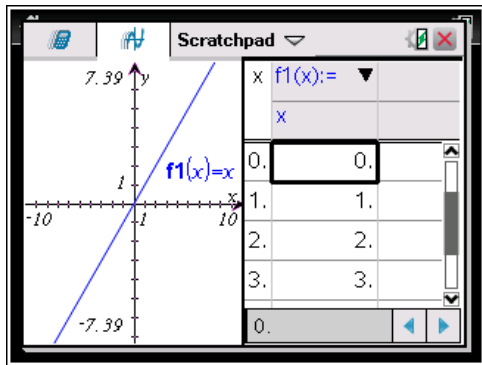 Scratchpad
7.39 y
1
f1(x)=x
x
-10 1 10
-7.39
x f1(x):=
x
0. 0.
1. 1.
2. 2.
3. 3.
0.